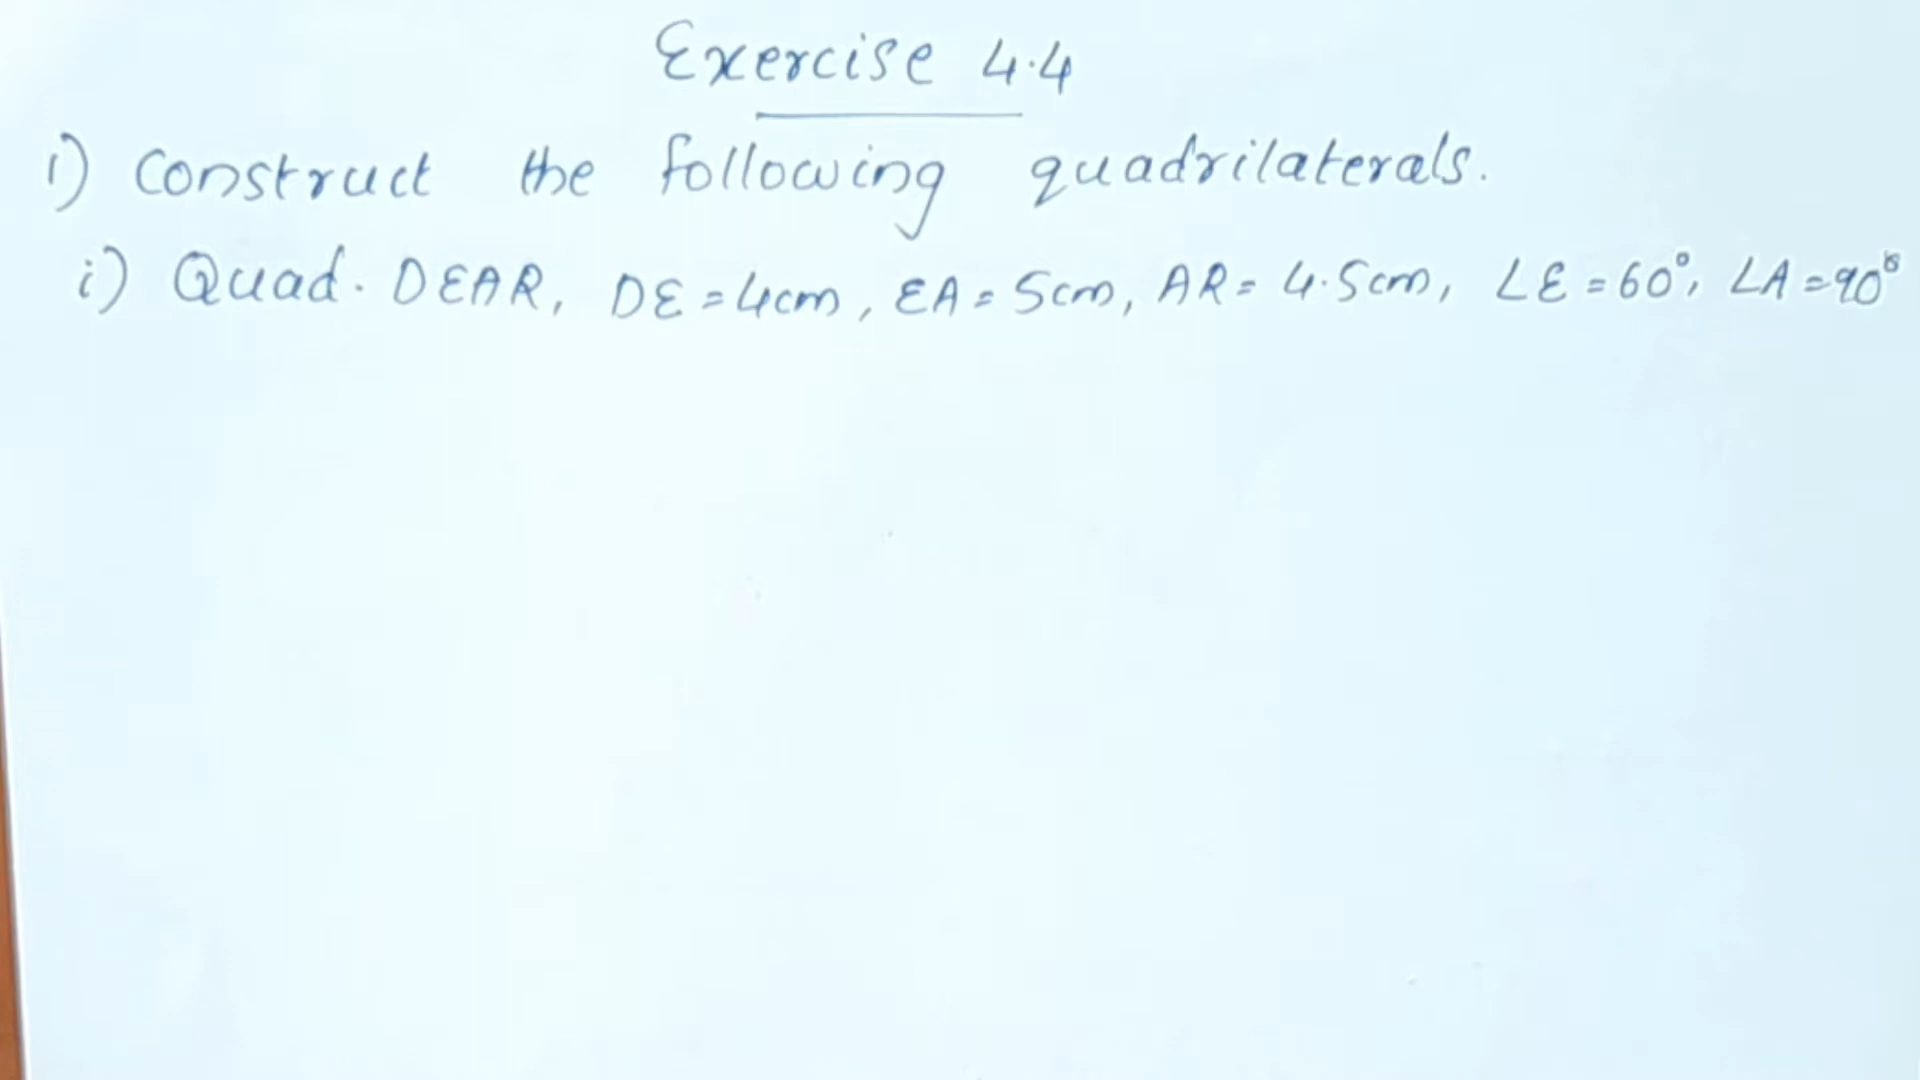 Exercise 4.4
1) Construct the following quadrilaterals.
i) Quad. DEAR, DE = 4cm, EA = 5cm, AR = 4.5cm, ∠E = 60°, ∠A = 90°